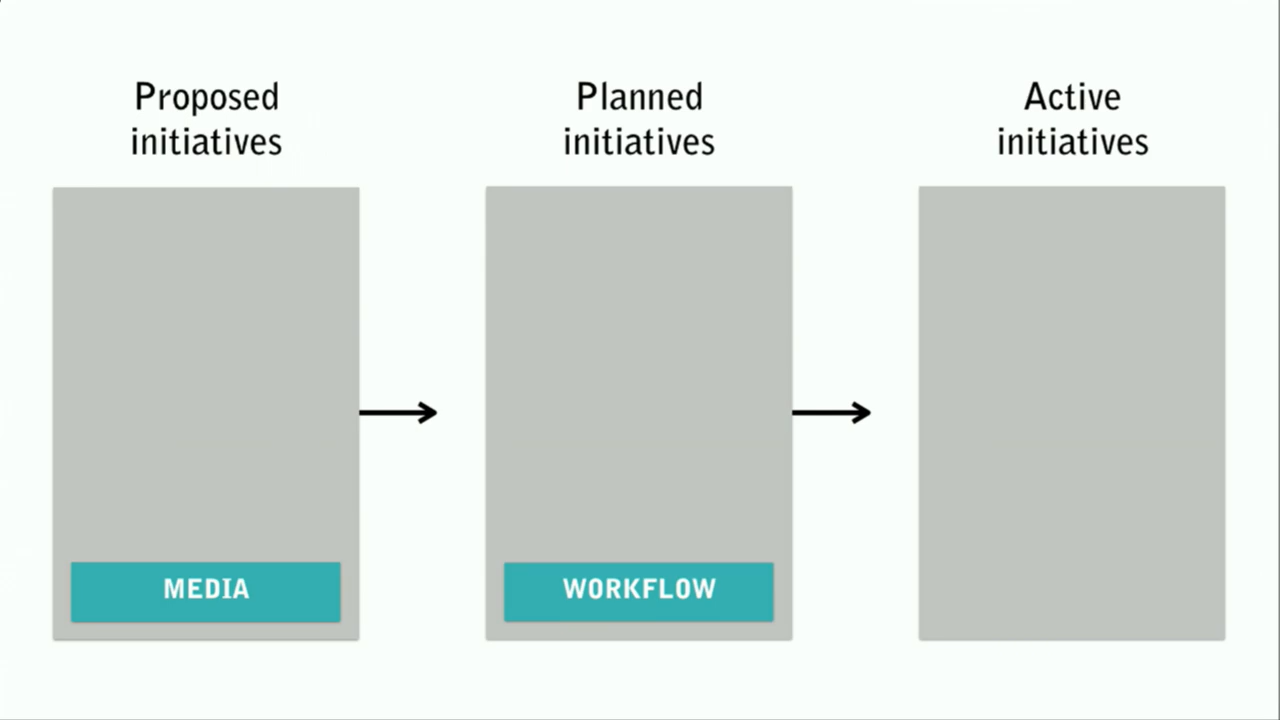 Proposed
initiatives
Planned
initiatives
Active
initiatives
MEDIA
WORKFLOW